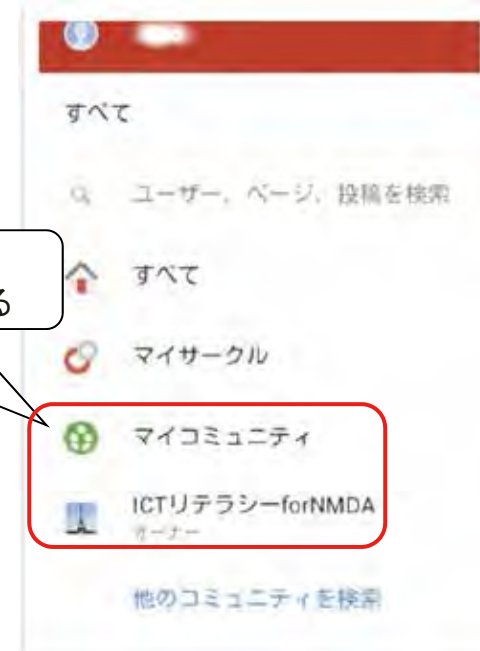 すべて
ユーザー、ページ、投稿を検索
る
すべて
マイサークル
マイコミュニティ
ICTリテラシーforNMDA
オーナー
他のコミュニティを検索